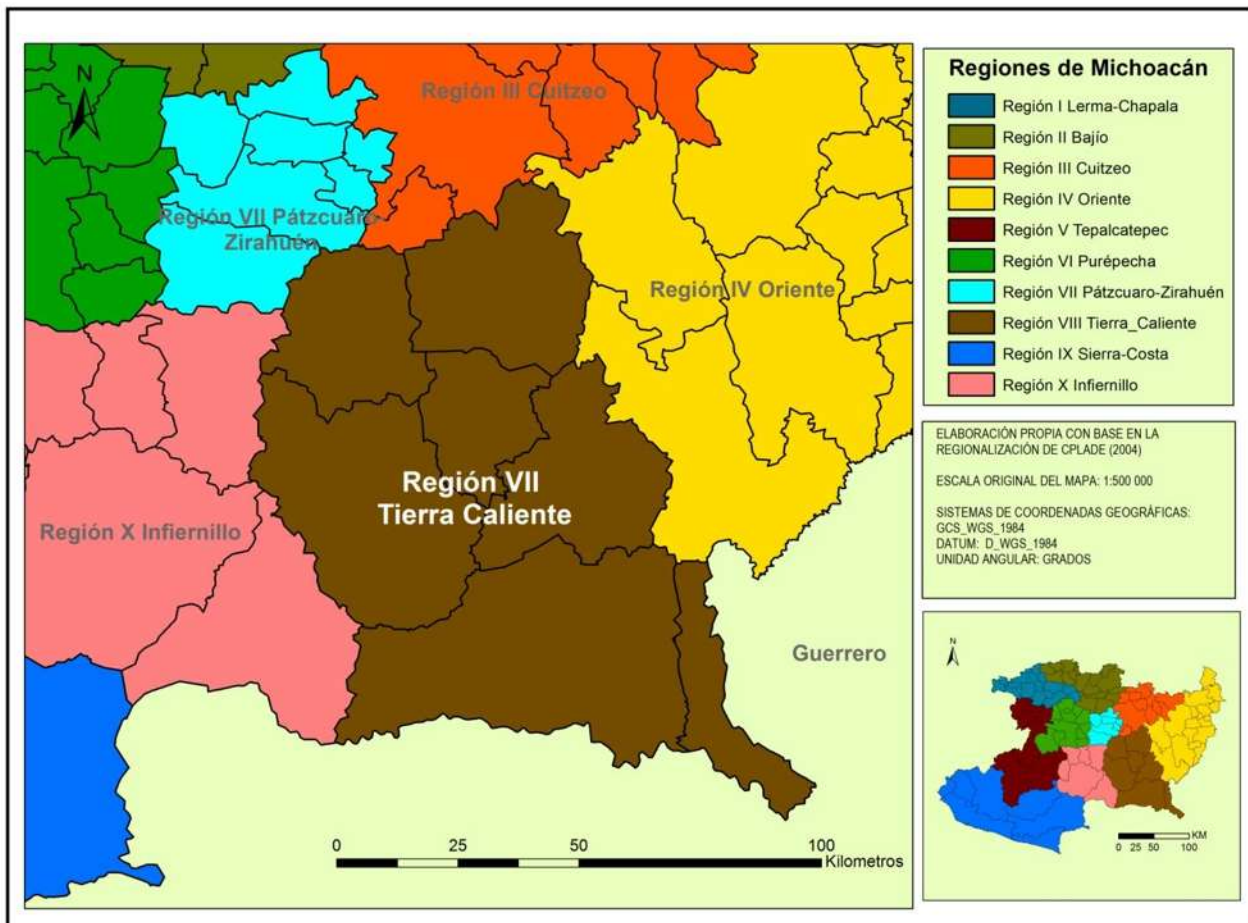 N
Región III Cuitzeo
Región VII Pátzcuaro-
Zirahuén
Región IV Oriente
Región VII
Tierra Caliente
Región X Infiernillo
Guerrero
0 25 50 100
Kilometros
Regiones de Michoacán
Región I Lerma-Chapala
Región II Bajío
Región III Cuitzeo
Región IV Oriente
Región V Tepalcatepec
Región VI Purépecha
Región VII Pátzcuaro-Zirahuén
Región VIII Tierra_Caliente
Región IX Sierra-Costa
Región X Infiernillo
ELABORACIÓN PROPIA CON BASE EN LA
REGIONALIZACIÓN DE CPLADE (2004)
ESCALA ORIGINAL DEL MAPA: 1:500 000
SISTEMAS DE COORDENADAS GEOGRÁFICAS:
GCS_WGS_1984
DATUM: D_WGS_1984
UNIDAD ANGULAR: GRADOS
N
KM
0 25 50 100